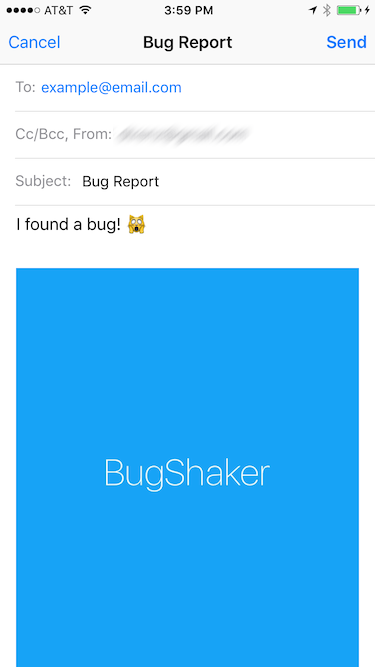 AT&T 3:59 PM
Cancel Bug Report Send
To: example@email.com
Cc/Bcc, From:
Subject: Bug Report
I found a bug! 🙀
BugShaker